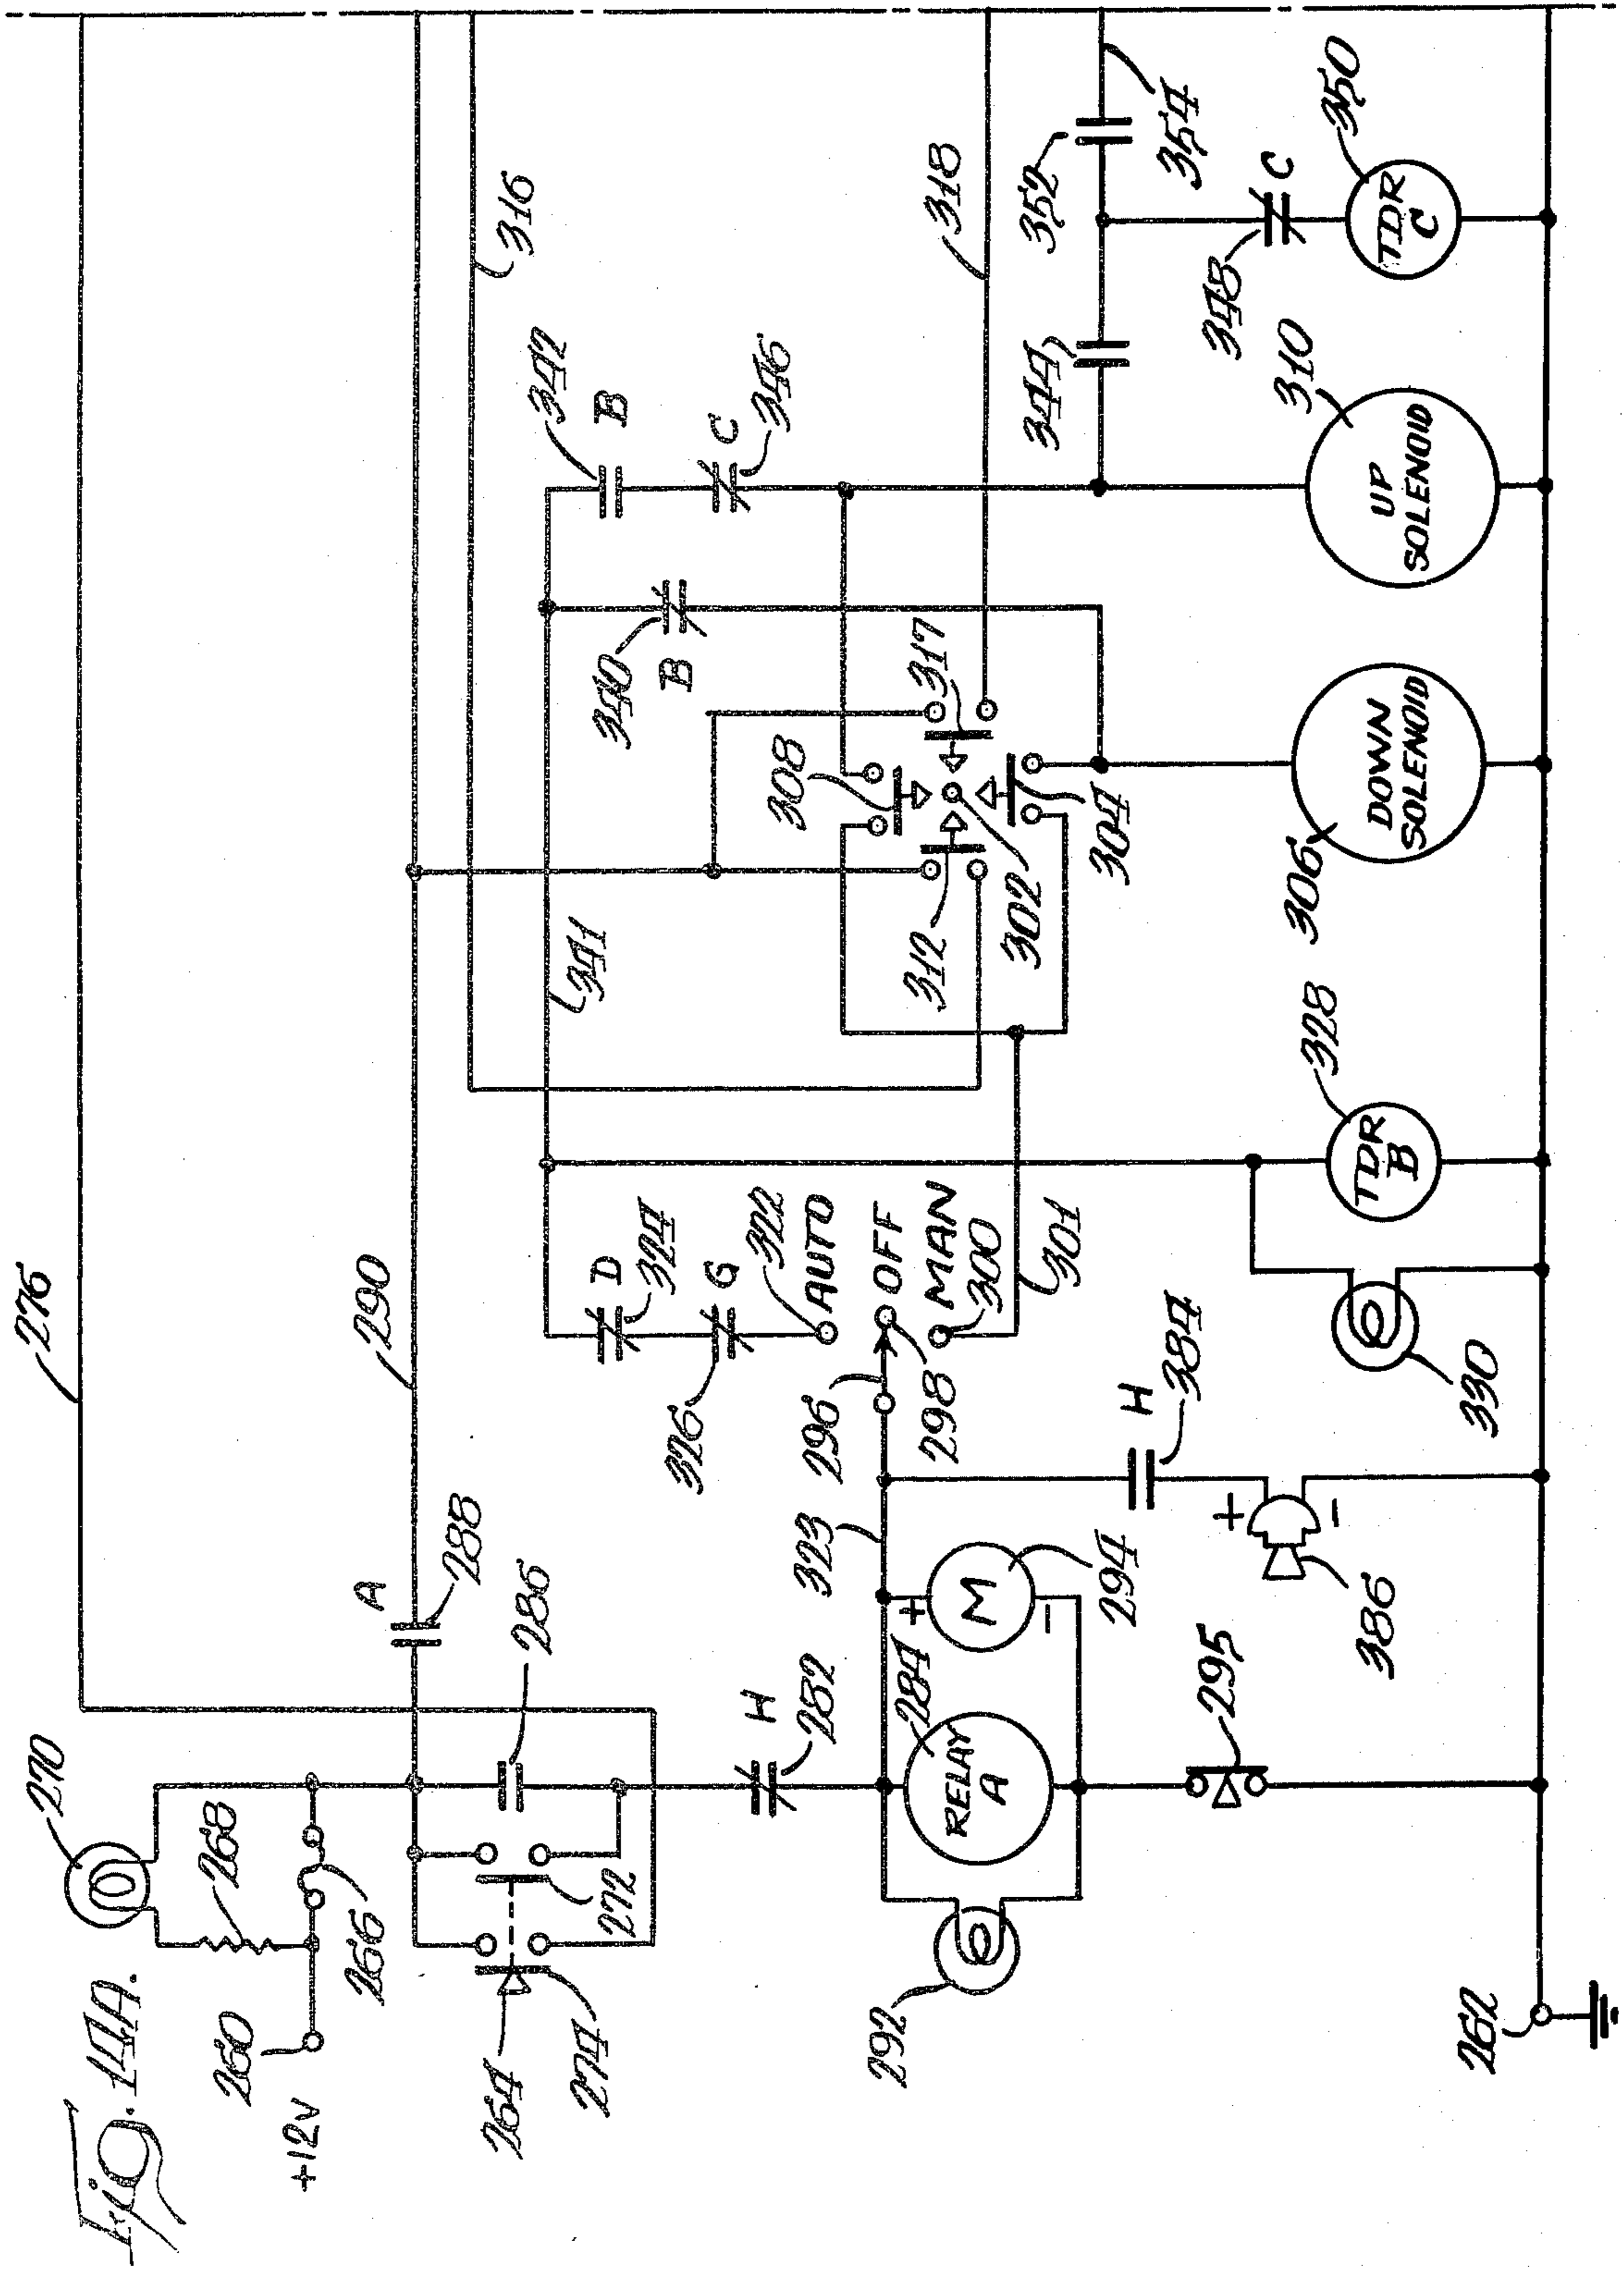 Fig. 14A.
276
270
268
260
+12V
266
264
274
272
A
288
286
290
316
341
342
B
C
346
340
B
D
324
G
326
322
AUTO
OFF
MAN
300
301
296
298
323
H
282
284
RELAY
A
M
+
-
294
292
295
H
384
+
-
386
308
317
312
302
304
318
352
354
344
348
C
350
TDR
C
310
UP
SOLENOID
306
DOWN
SOLENOID
328
TDR
B
330
262